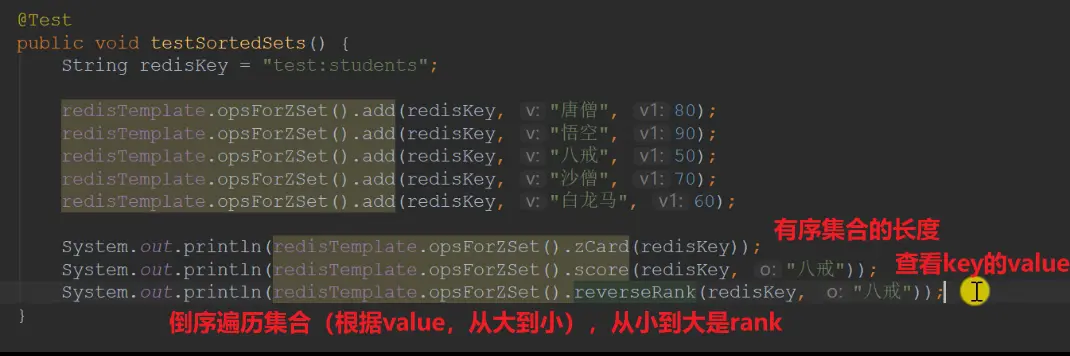 @Test
public void testSortedSets() {
String redisKey = "test:students";
redisTemplate.opsForZSet().add(redisKey, v: "唐僧", v1: 80);
redisTemplate.opsForZSet().add(redisKey, v: "悟空", v1: 90);
redisTemplate.opsForZSet().add(redisKey, v: "八戒", v1: 50);
redisTemplate.opsForZSet().add(redisKey, v: "沙僧", v1: 70);
redisTemplate.opsForZSet().add(redisKey, v: "白龙马", v1: 60);
System.out.println(redisTemplate.opsForZSet().zCard(redisKey)); 有序集合的长度
System.out.println(redisTemplate.opsForZSet().score(redisKey, o: "八戒")); 查看key的value
System.out.println(redisTemplate.opsForZSet().reverseRank(redisKey, o: "八戒"));
倒序遍历集合（根据value，从大到小），从小到大是rank
}